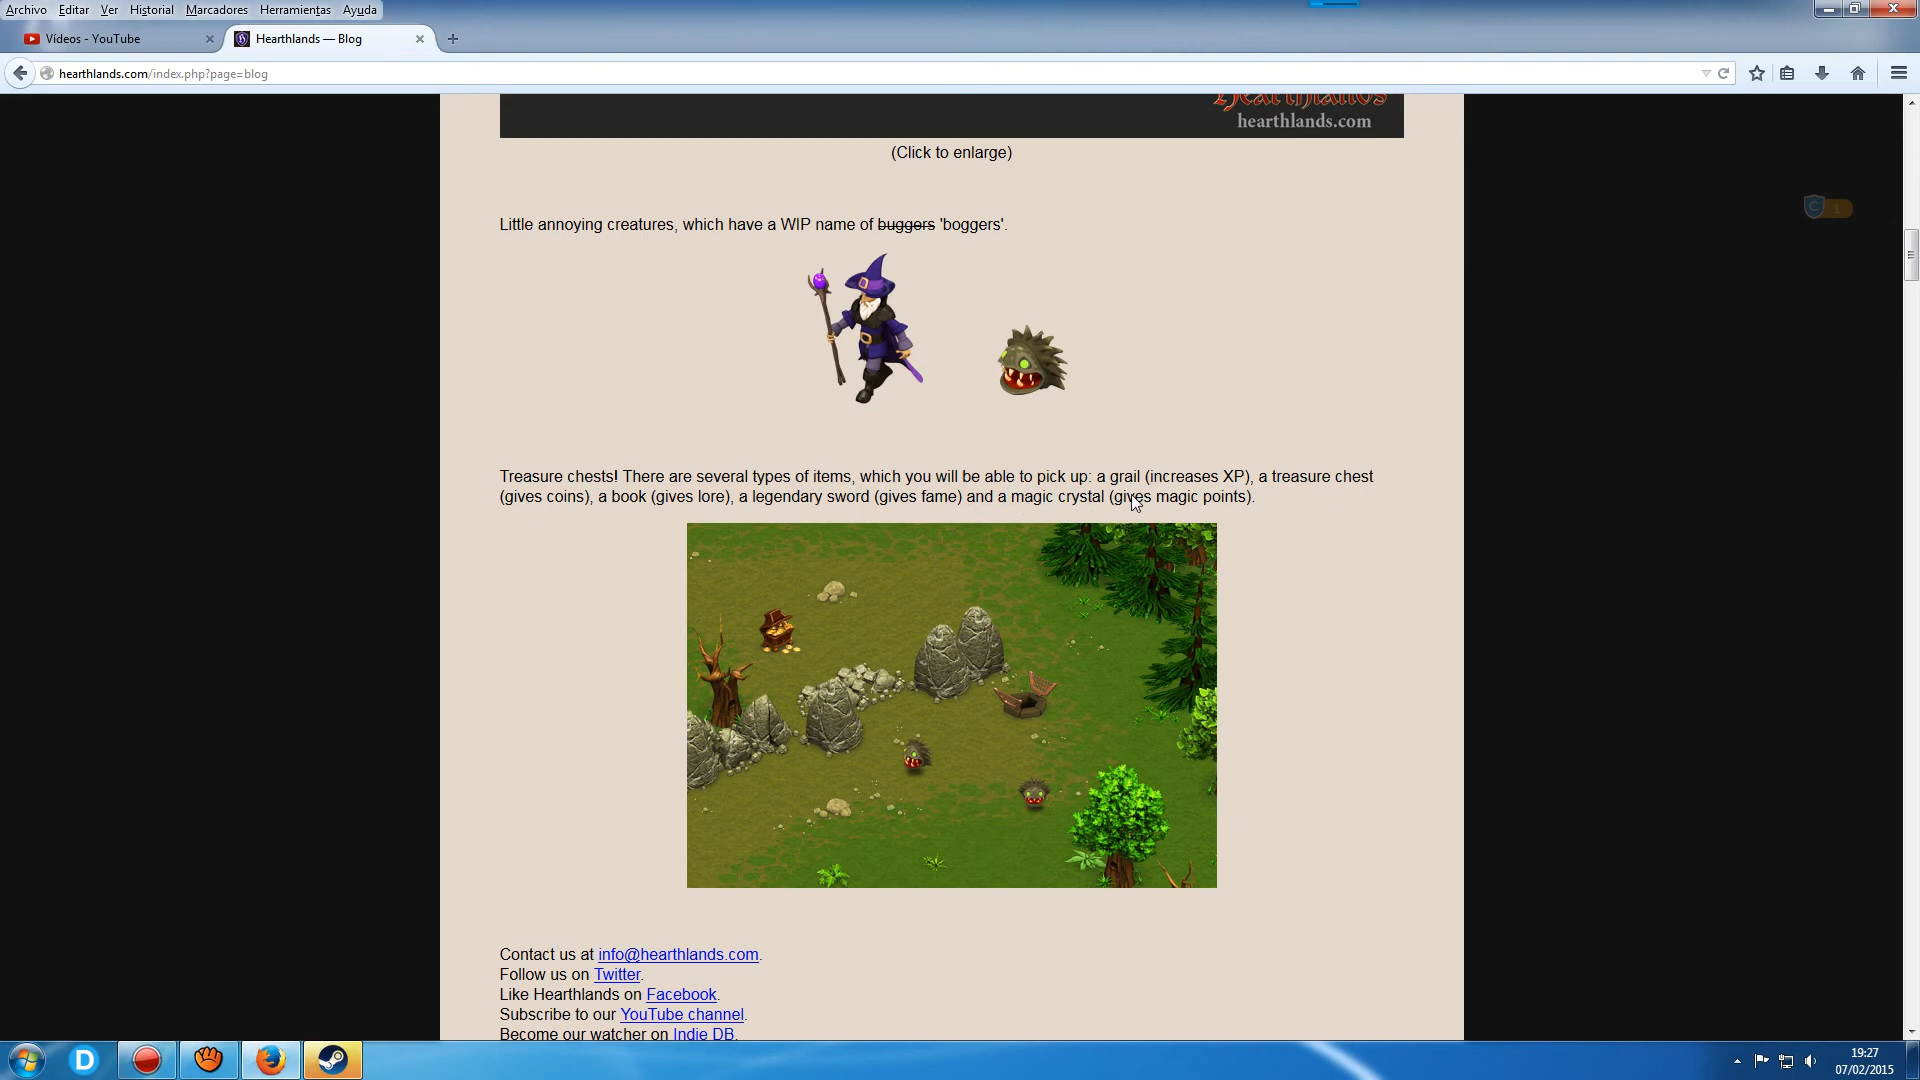 Archivo Editar Ver Historial Marcadores Herramientas Ayuda
Vídeos - YouTube
Hearthlands — Blog
hearthlands.com/index.php?page=blog
Hearthlands
hearthlands.com
(Click to enlarge)
1
Little annoying creatures, which have a WIP name of buggers 'boggers'.
Treasure chests! There are several types of items, which you will be able to pick up: a grail (increases XP), a treasure chest
(gives coins), a book (gives lore), a legendary sword (gives fame) and a magic crystal (gives magic points).
Contact us at info@hearthlands.com.
Follow us on Twitter.
Like Hearthlands on Facebook.
Subscribe to our YouTube channel.
Become our watcher on Indie DB.
D
19:27
07/02/2015